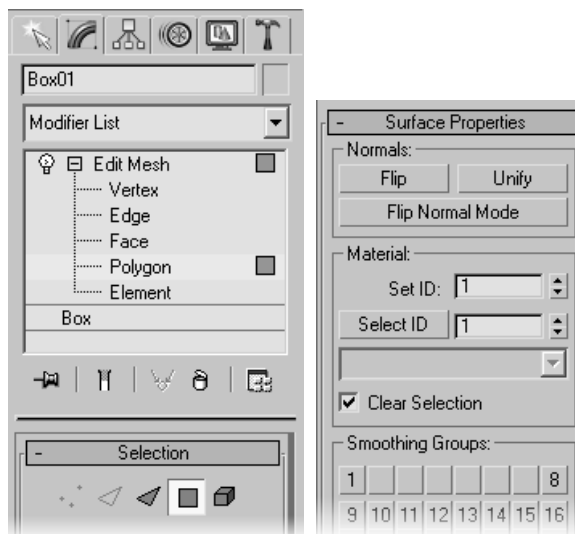 Box01
Modifier List
Edit Mesh
Vertex
Edge
Face
Polygon
Element
Box
- Selection
- Surface Properties
Normals:
Flip Unify
Flip Normal Mode
Material:
Set ID: 1
Select ID 1
Clear Selection
Smoothing Groups:
1 8
9 10 11 12 13 14 15 16